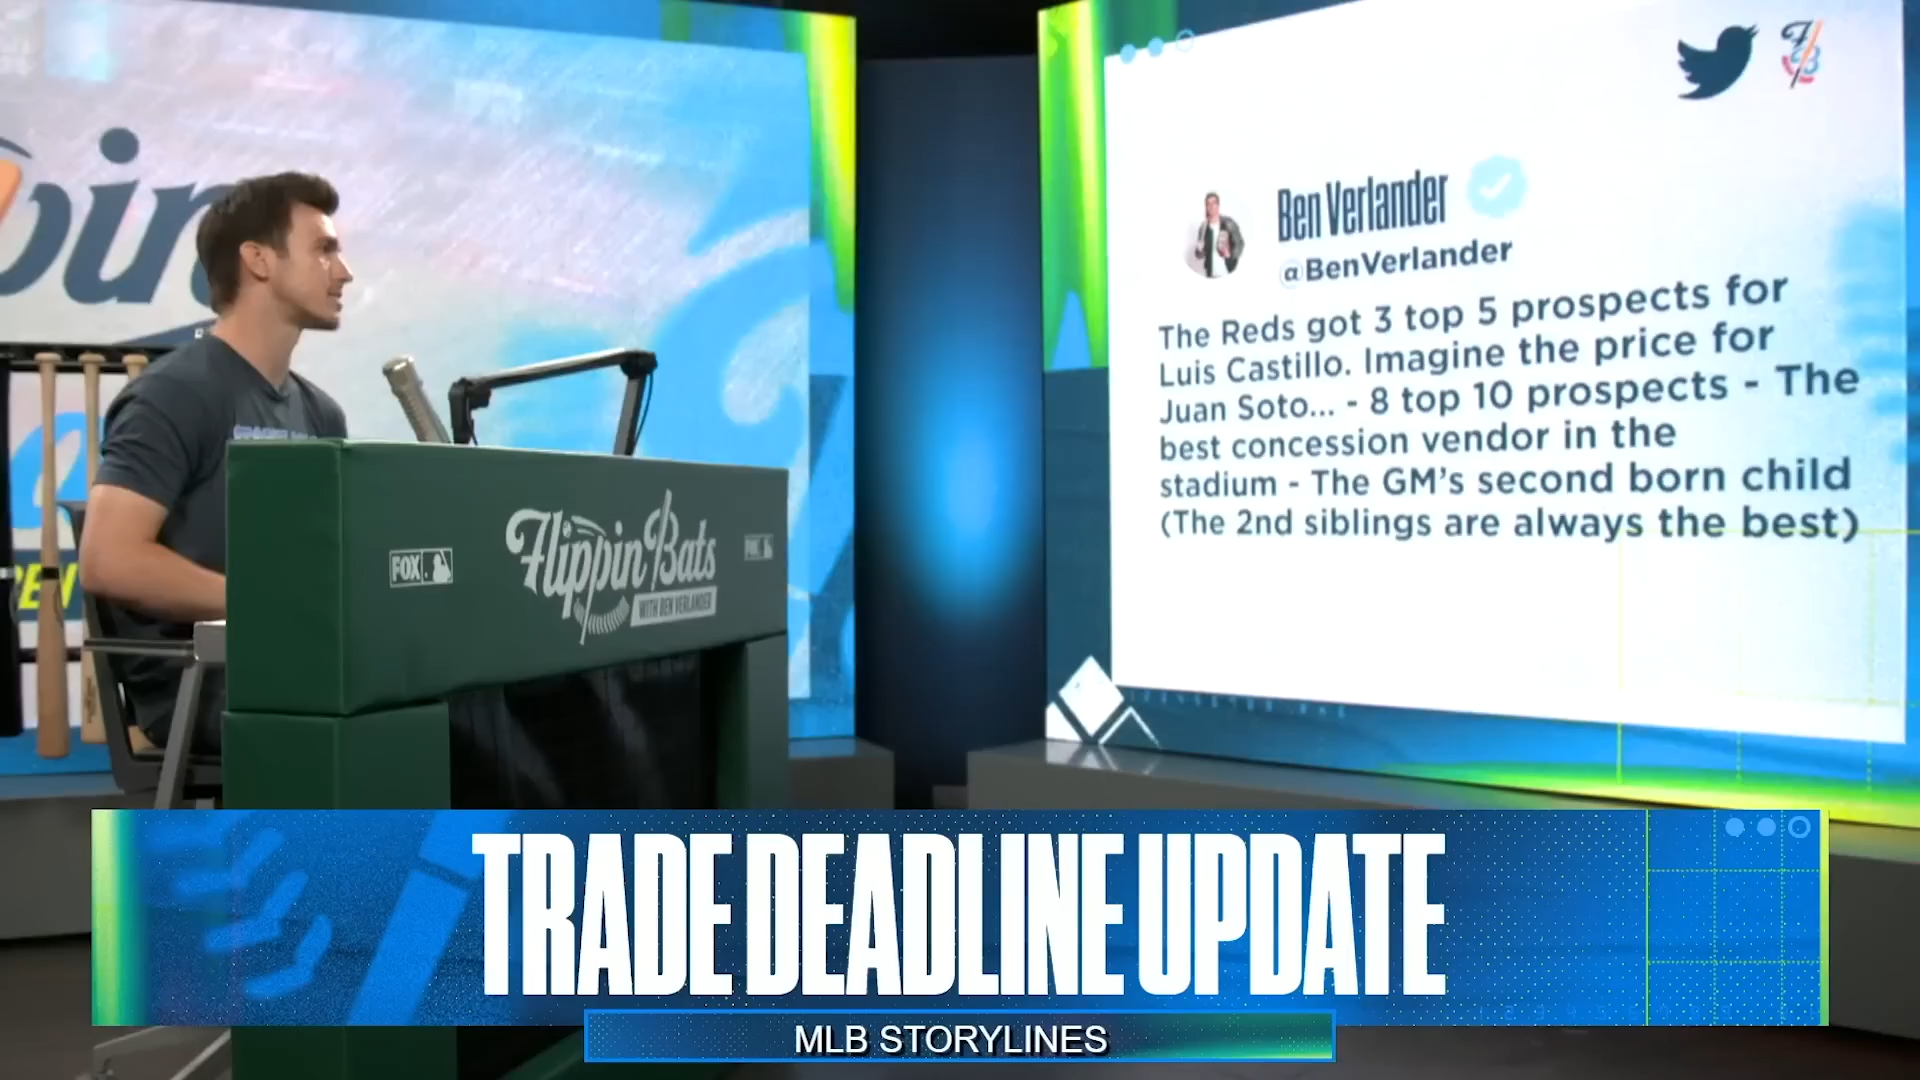 Ben Verlander
@BenVerlander
The Reds got 3 top 5 prospects for
Luis Castillo. Imagine the price for
Juan Soto... - 8 top 10 prospects - The
best concession vendor in the
stadium - The GM's second born child
(The 2nd siblings are always the best)
FOX
Flippin Bats
WITH BEN VERLANDER
FOX
TRADE DEADLINE UPDATE
MLB STORYLINES